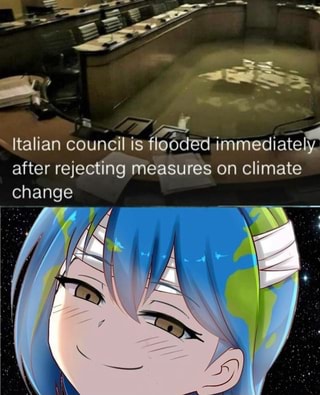 Italian council is flooded immediately
after rejecting measures on climate
change